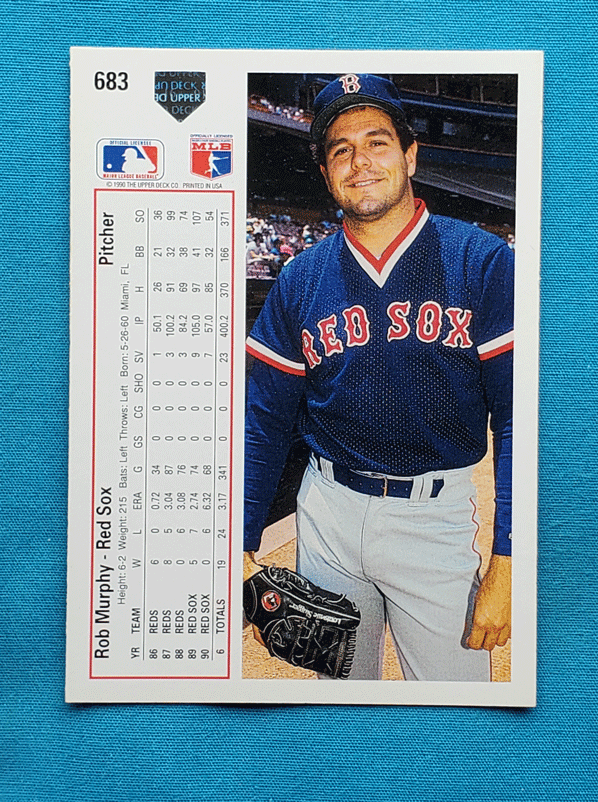 683
UPPER DECK
OFFICIAL LICENSEE
MAJOR LEAGUE BASEBALL
OFFICIALLY LICENSED
MLB
© 1990 THE UPPER DECK CO. PRINTED IN USA
Rob Murphy - Red Sox Pitcher
Height: 6-2 Weight: 215 Bats: Left Throws: Left Born: 5-26-60 Miami, FL
YR TEAM W L ERA G GS CG SHO SV IP H BB SO
86 REDS 6 0 0.72 34 0 0 0 1 50.1 26 21 36
87 REDS 8 5 3.04 87 0 0 0 3 100.2 91 32 99
88 REDS 0 6 3.08 76 0 0 0 3 84.2 69 38 74
89 RED SOX 5 7 2.74 74 0 0 0 9 105.0 97 41 107
90 RED SOX 0 6 6.32 68 0 0 0 7 57.0 85 32 54
6 TOTALS 19 24 3.17 341 0 0 0 23 400.2 370 166 371
B
RED SOX
Louisville Slugger